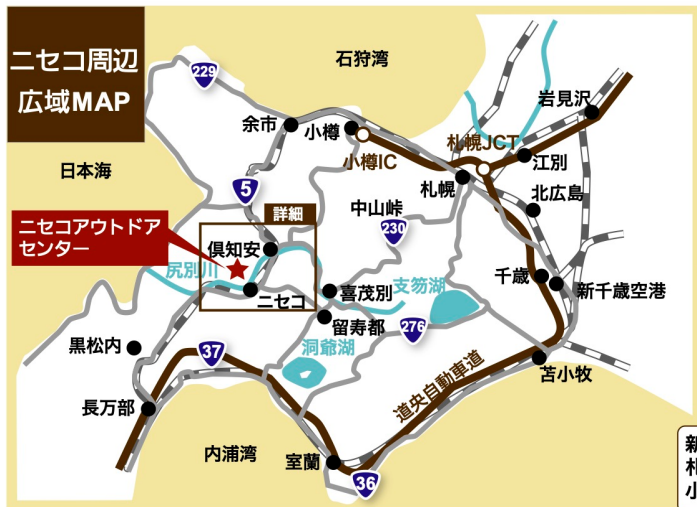 ニセコ周辺
広域MAP
石狩湾
229
岩見沢
余市
小樽
札幌JCT
小樽IC
江別
日本海
札幌
5
北広島
詳細
中山峠
ニセコアウトドア
センター
230
倶知安
尻別川
千歳
新千歳空港
支笏湖
ニセコ
喜茂別
留寿都
276
黒松内
37
洞爺湖
苫小牧
道央自動車道
長万部
内浦湾
室蘭
36
新
札
小